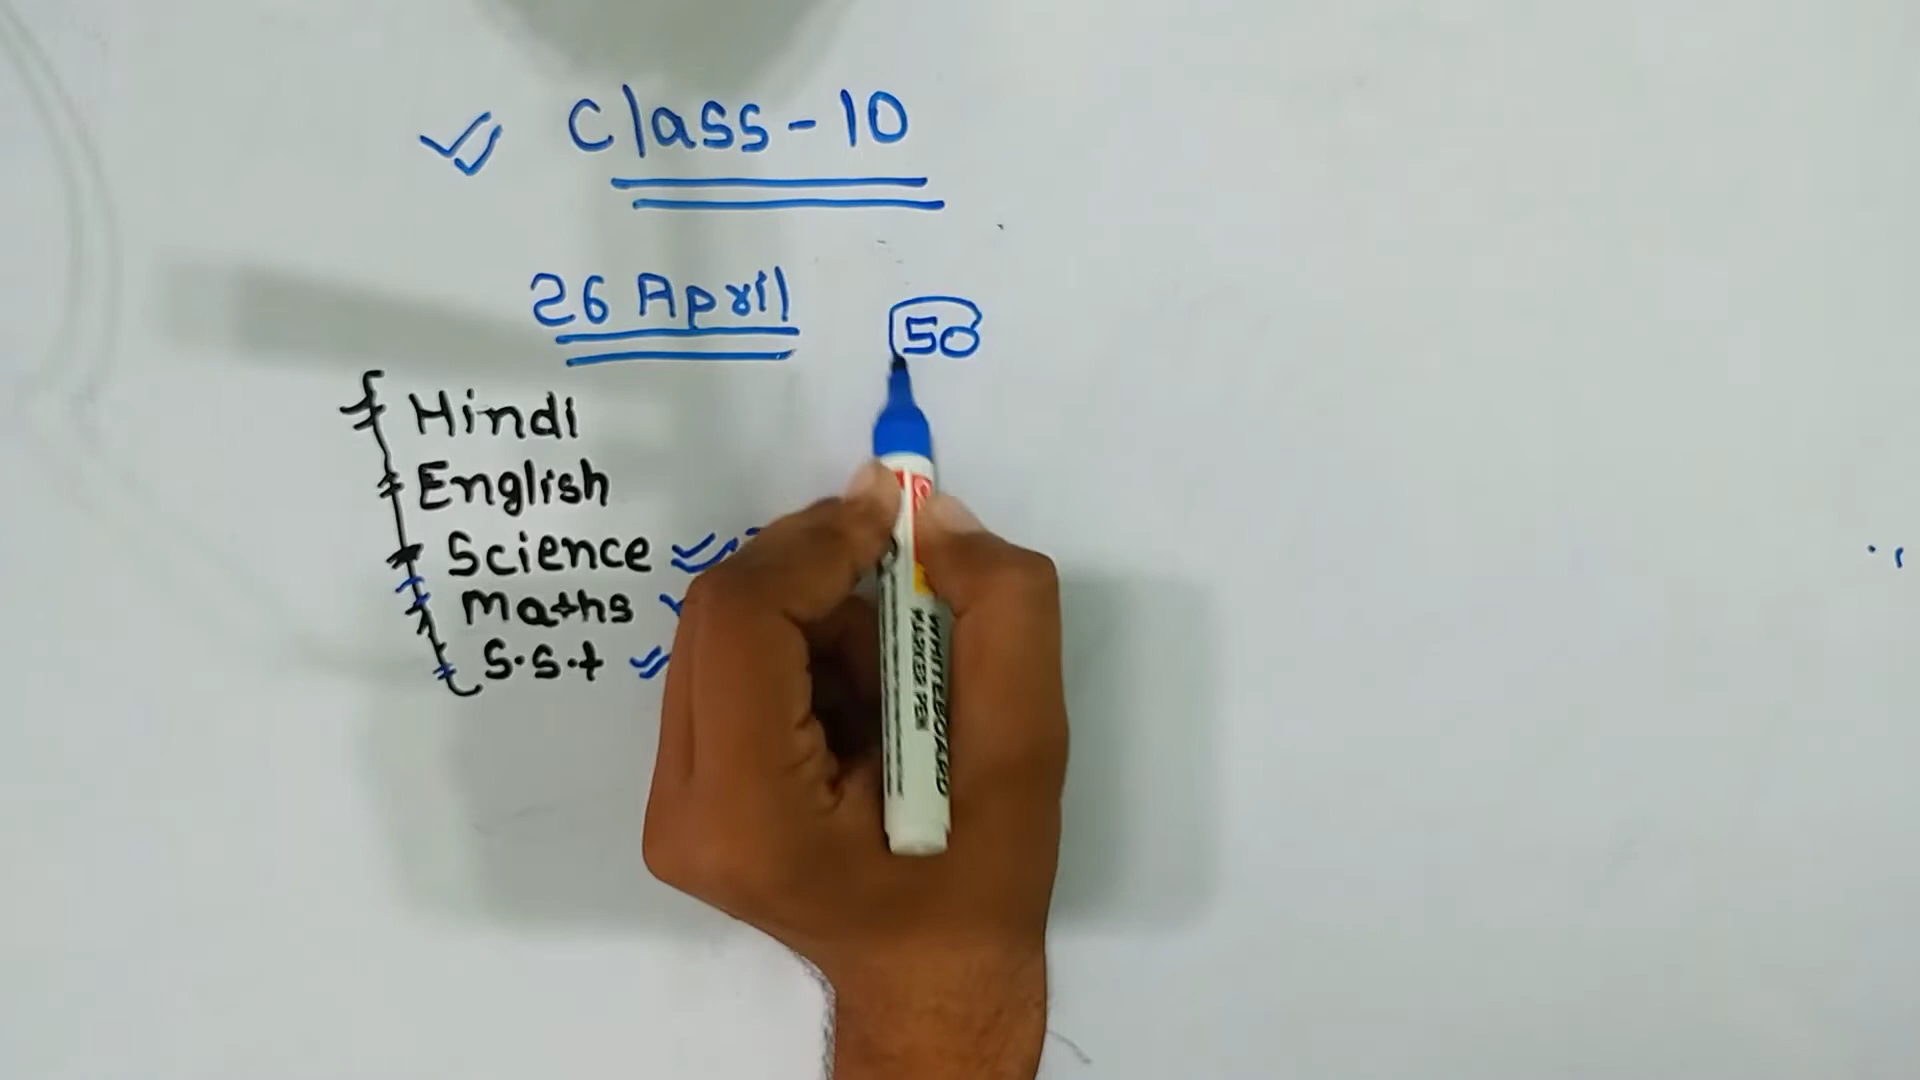 Class - 10
26 April 50
Hindi
English
Science
Maths
S.S.t
WHITEBOARD
MARKER PEN